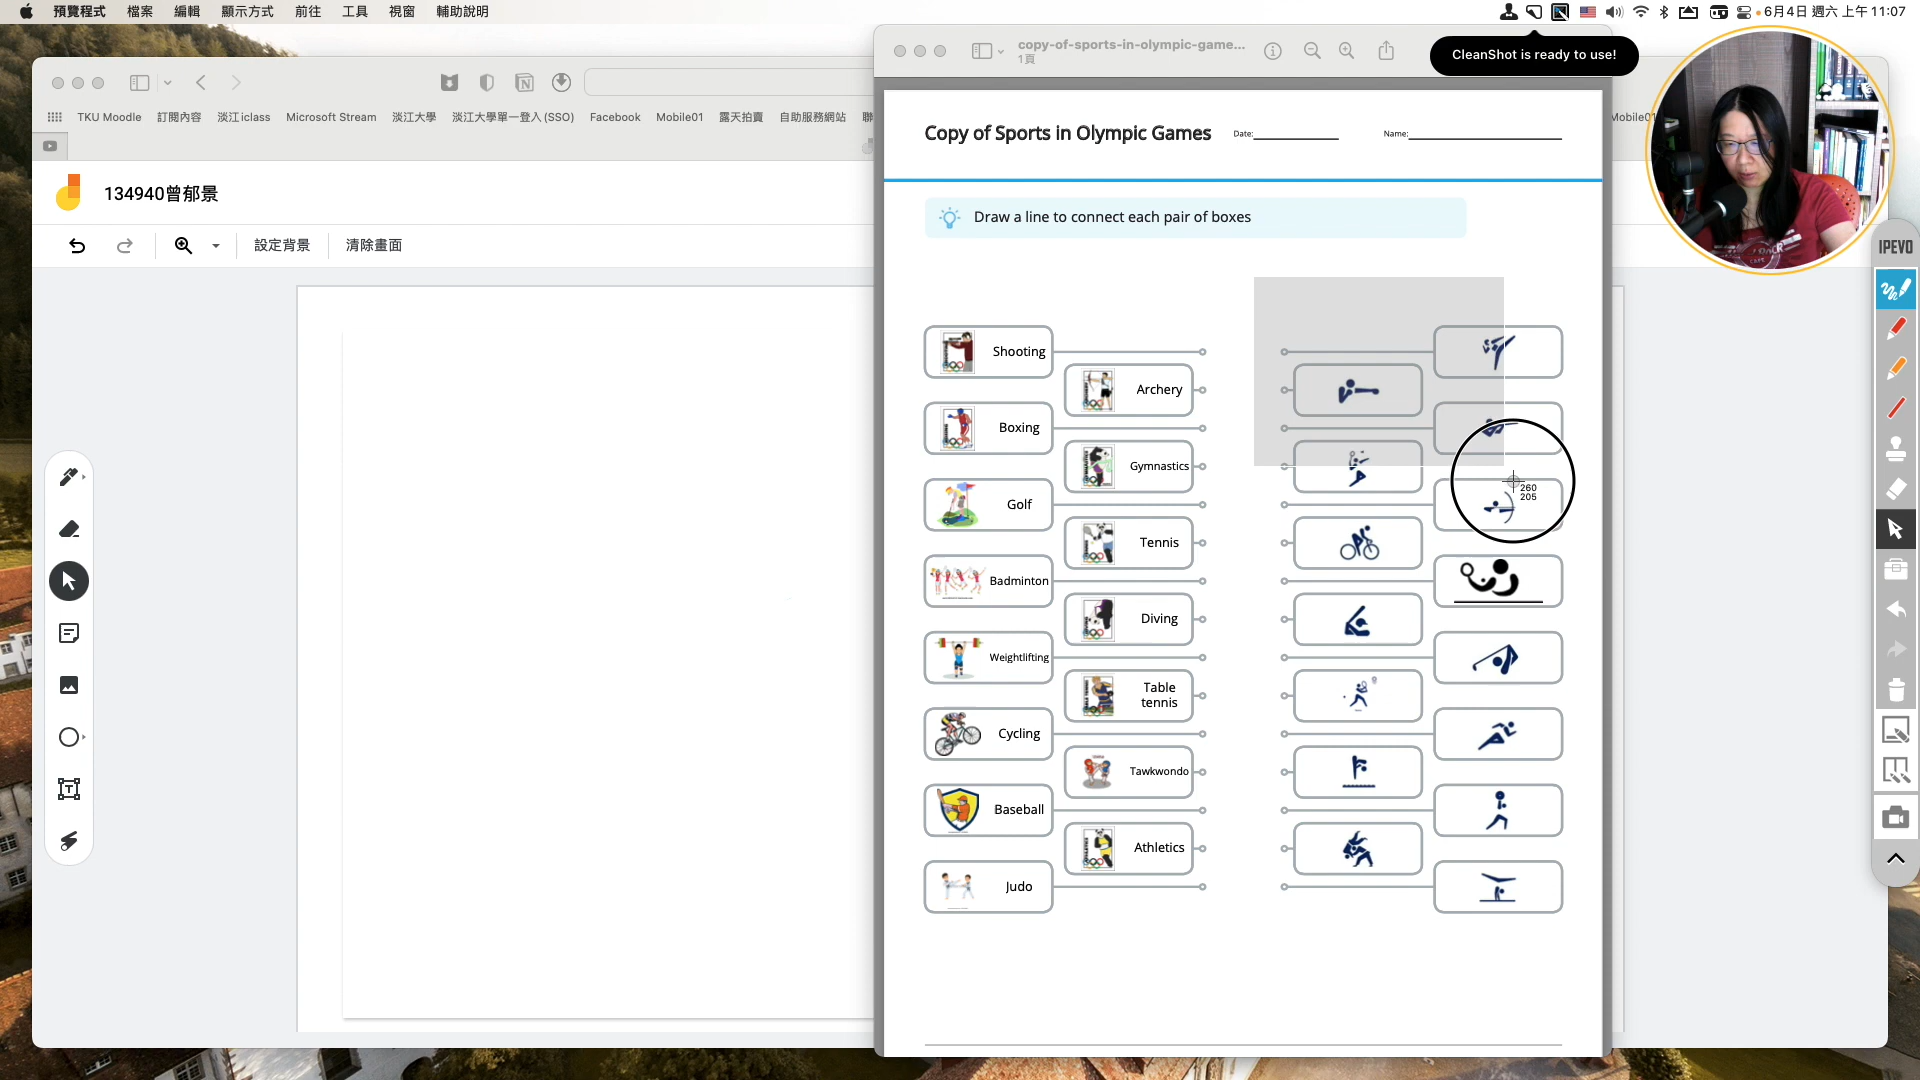 預覽程式 檔案 編輯 顯示方式 前往 工具 視窗 輔助說明
6月4日 週六 上午 11:07
CleanShot is ready to use!
copy-of-sports-in-olympic-game...
1頁
TKU Moodle 訂閱內容 淡江iclass Microsoft Stream 淡江大學 淡江大學單一登入 (SSO) Facebook Mobile01 露天拍賣 自助服務網站 聯
Mobile01
134940曾郁景
設定背景 清除畫面
Copy of Sports in Olympic Games
Date:
Name:
Draw a line to connect each pair of boxes
Shooting
Archery
Boxing
Gymnastics
Golf
Tennis
Badminton
Diving
Weightlifting
Table
tennis
Cycling
Tawkwondo
Baseball
Athletics
Judo
260
205
IPEVO